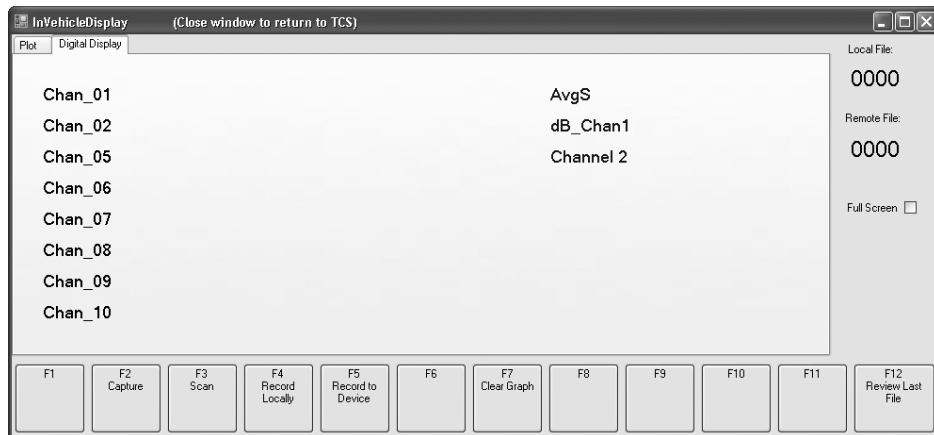 InVehicleDisplay (Close window to return to TCS)
Plot Digital Display
Chan_01
Chan_02
Chan_05
Chan_06
Chan_07
Chan_08
Chan_09
Chan_10
AvgS
dB_Chan1
Channel 2
Local File:
0000
Remote File:
0000
Full Screen
F1
F2
Capture
F3
Scan
F4
Record
Locally
F5
Record to
Device
F6
F7
Clear Graph
F8
F9
F10
F11
F12
Review Last
File